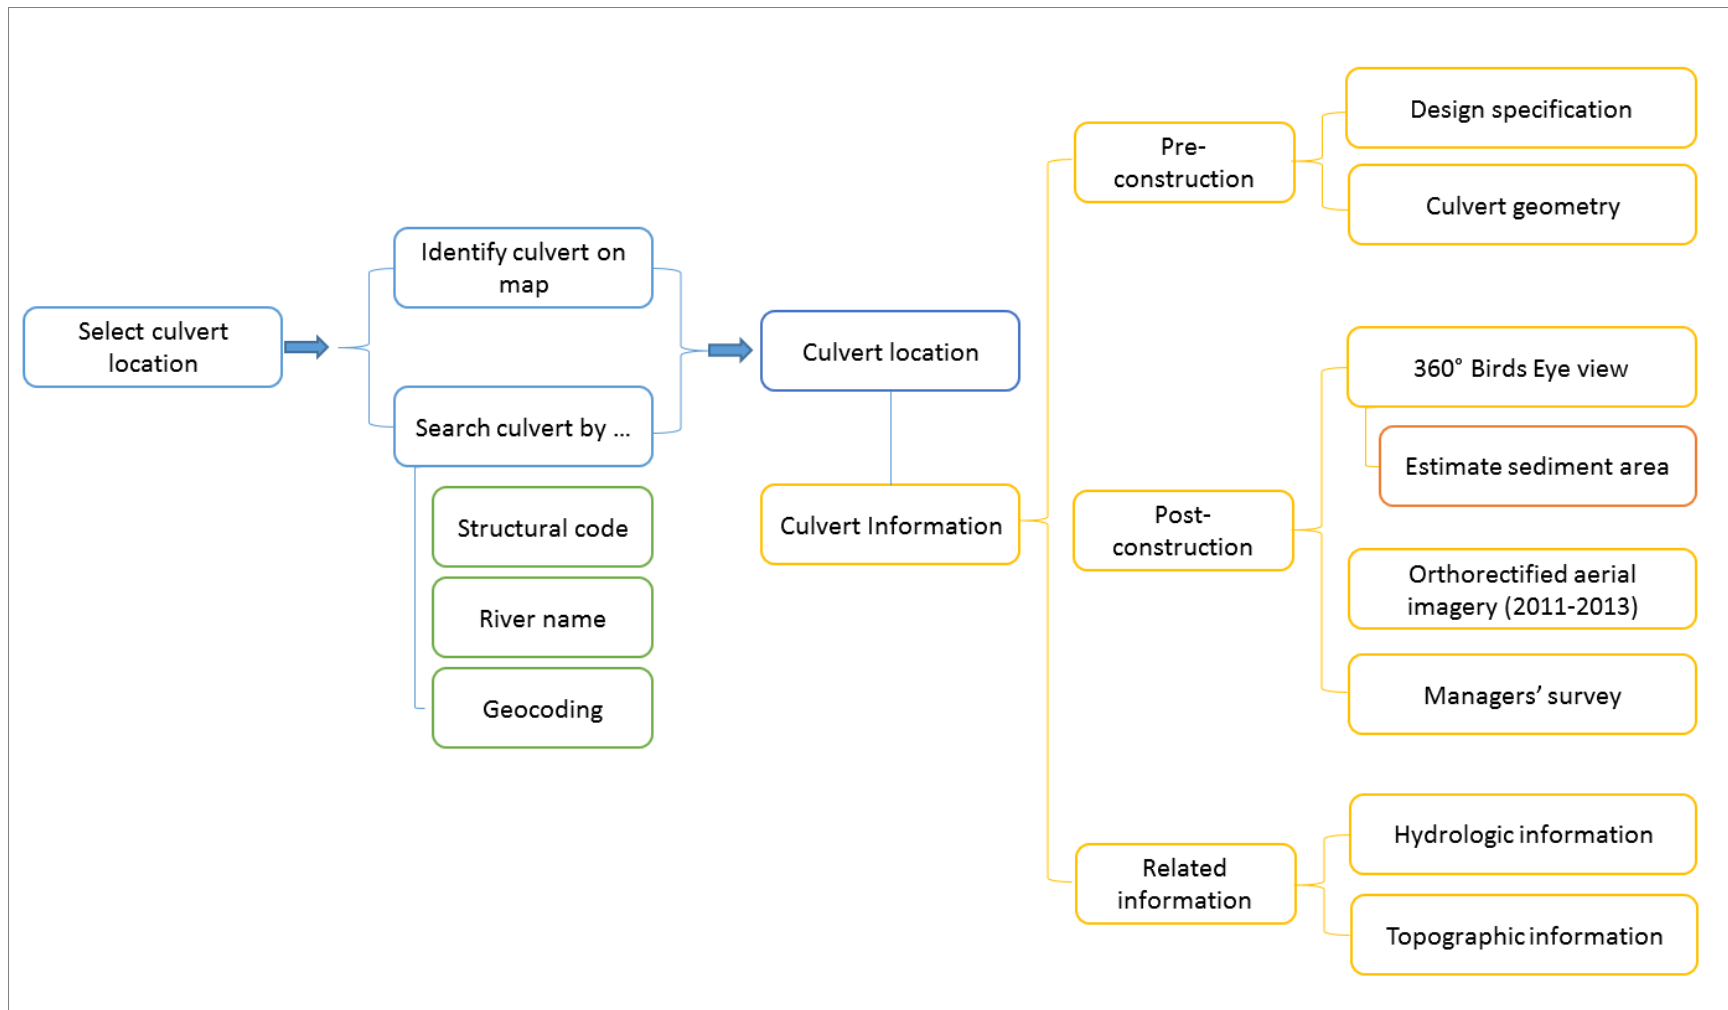 Select culvert
location
Identify culvert on
map
Search culvert by ...
Structural code
River name
Geocoding
Culvert location
Culvert Information
Pre-
construction
Design specification
Culvert geometry
Post-
construction
360° Birds Eye view
Estimate sediment area
Orthorectified aerial
imagery (2011-2013)
Managers’ survey
Related
information
Hydrologic information
Topographic information